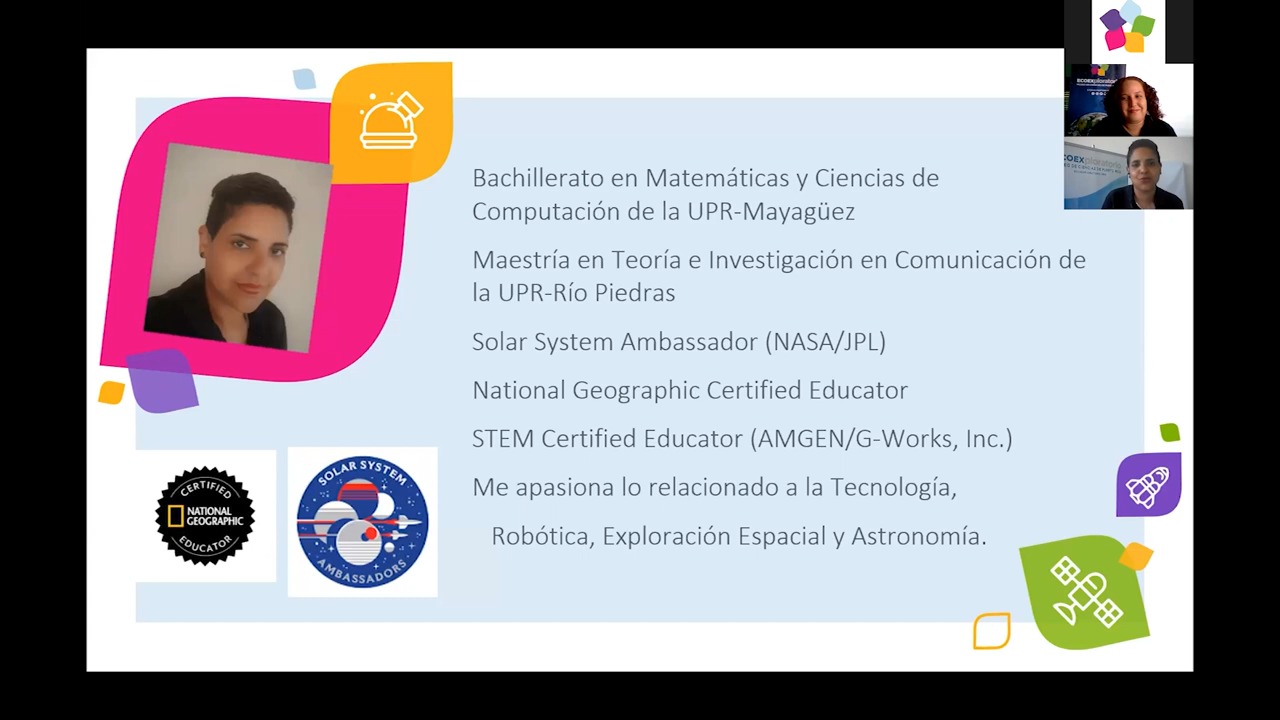 Bachillerato en Matemáticas y Ciencias de
Computación de la UPR-Mayagüez
Maestría en Teoría e Investigación en Comunicación de
la UPR-Río Piedras
Solar System Ambassador (NASA/JPL)
National Geographic Certified Educator
STEM Certified Educator (AMGEN/G-Works, Inc.)
Me apasiona lo relacionado a la Tecnología,
Robótica, Exploración Espacial y Astronomía.
CERTIFIED
NATIONAL
GEOGRAPHIC
EDUCATOR
SOLAR SYSTEM
AMBASSADORS
ECOEXploratorio
COEXploratorio